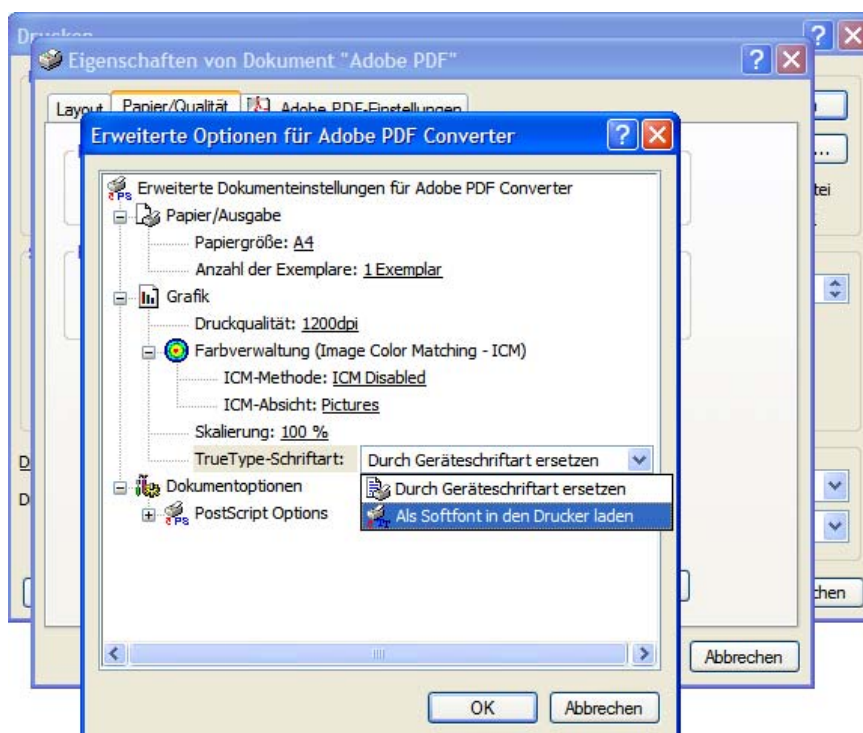 Drucken
Eigenschaften von Dokument "Adobe PDF"
Layout Papier/Qualität Adobe PDF-Einstellungen
Erweiterte Optionen für Adobe PDF Converter
Erweiterte Dokumenteinstellungen für Adobe PDF Converter
Papier/Ausgabe
Papiergröße: A4
Anzahl der Exemplare: 1 Exemplar
Grafik
Druckqualität: 1200dpi
Farbverwaltung (Image Color Matching - ICM)
ICM-Methode: ICM Disabled
ICM-Absicht: Pictures
Skalierung: 100 %
TrueType-Schriftart: Durch Geräteschriftart ersetzen
Dokumentoptionen
Durch Geräteschriftart ersetzen
PostScript Options
Als Softfont in den Drucker laden
OK Abbrechen
Abbrechen